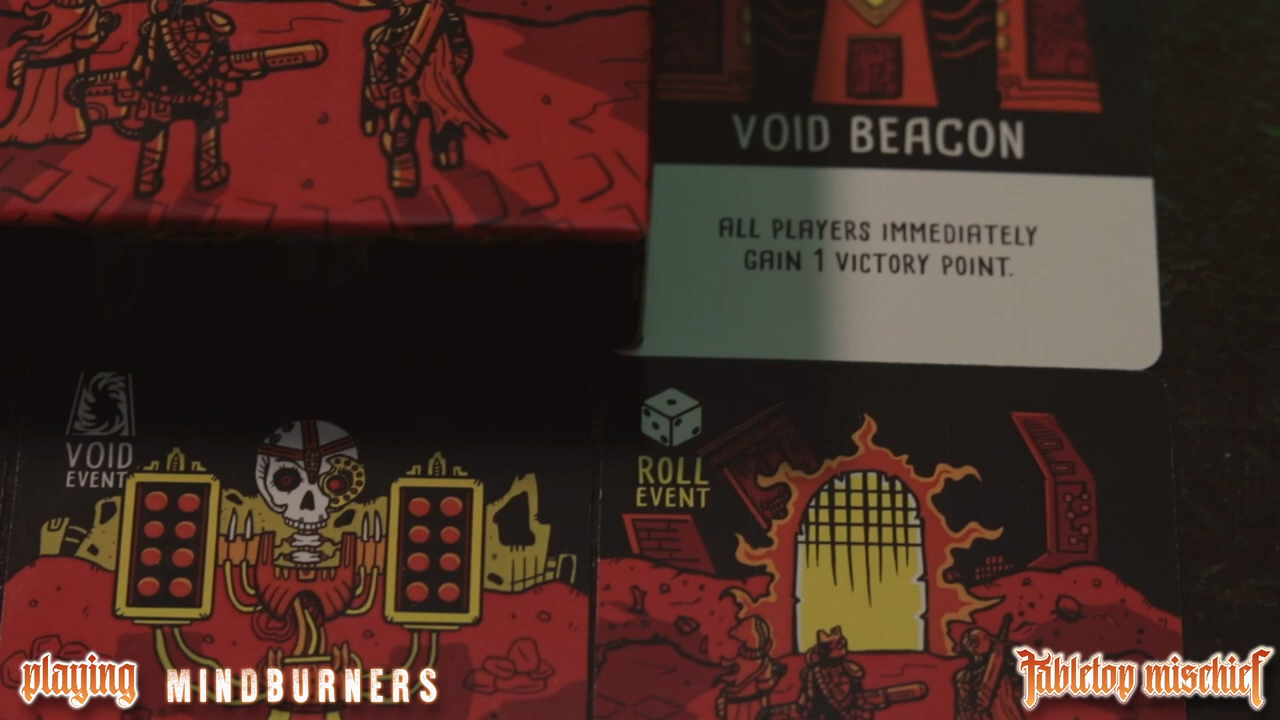 VOID BEACON
ALL PLAYERS IMMEDIATELY
GAIN 1 VICTORY POINT.
VOID
EVENT
ROLL
EVENT
playing MINDBURNERS
Tabletop mischief